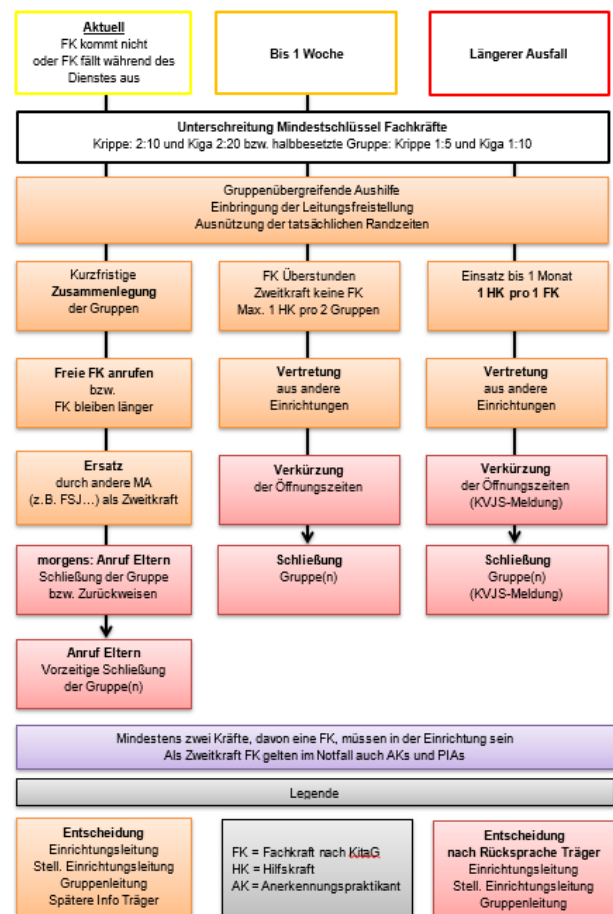 Aktuell
FK kommt nicht
oder FK fällt während des
Dienstes aus
Bis 1 Woche
Längerer Ausfall
Unterschreitung Mindestschlüssel Fachkräfte
Krippe: 2:10 und Kiga 2:20 bzw. halbbesetzte Gruppe: Krippe 1:5 und Kiga 1:10
Gruppenübergreifende Aushilfe
Einbringung der Leitungsfreistellung
Ausnützung der tatsächlichen Randzeiten
Kurzfristige
Zusammenlegung
der Gruppen
FK Überstunden
Zweitkraft keine FK
Max. 1 HK pro 2 Gruppen
Einsatz bis 1 Monat
1 HK pro 1 FK
Freie FK anrufen
bzw.
FK bleiben länger
Vertretung
aus andere
Einrichtungen
Vertretung
aus andere
Einrichtungen
Ersatz
durch andere MA
(z.B. FSJ…) als Zweitkraft
Verkürzung
der Öffnungszeiten
Verkürzung
der Öffnungszeiten
(KVJS-Meldung)
morgens: Anruf Eltern
Schließung der Gruppe
bzw. Zurückweisen
Schließung
Gruppe(n)
Schließung
Gruppe(n)
(KVJS-Meldung)
Anruf Eltern
Vorzeitige Schließung
der Gruppe(n)
Mindestens zwei Kräfte, davon eine FK, müssen in der Einrichtung sein
Als Zweitkraft FK gelten im Notfall auch AKs und PIAs
Legende
Entscheidung
Einrichtungsleitung
Stell. Einrichtungsleitung
Gruppenleitung
Spätere Info Träger
FK = Fachkraft nach KitaG
HK = Hilfskraft
AK = Anerkennungspraktikant
Entscheidung
nach Rücksprache Träger
Einrichtungsleitung
Stell. Einrichtungsleitung
Gruppenleitung